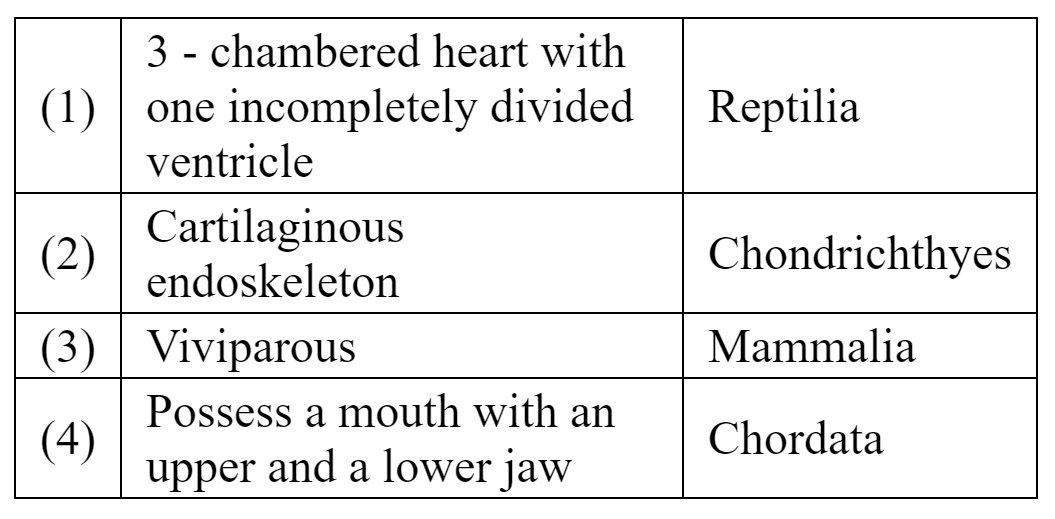 (1) 3 - chambered heart with one incompletely divided ventricle Reptilia
(2) Cartilaginous endoskeleton Chondrichthyes
(3) Viviparous Mammalia
(4) Possess a mouth with an upper and a lower jaw Chordata